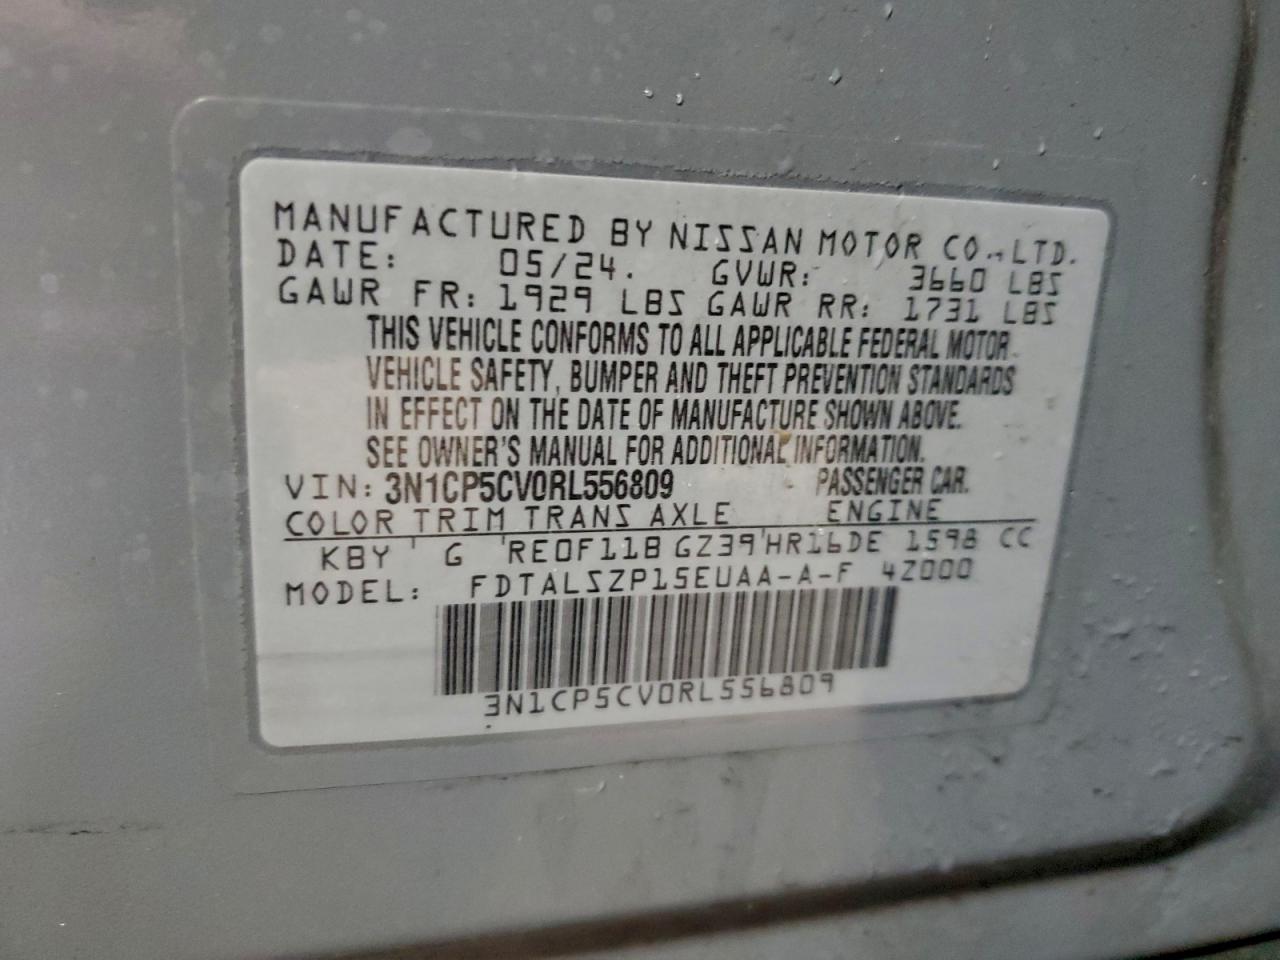 MANUFACTURED BY NISSAN MOTOR CO.,LTD.
DATE: 05/24. GVWR: 3660 LBS
GAWR FR: 1929 LBS GAWR RR: 1731 LBS
THIS VEHICLE CONFORMS TO ALL APPLICABLE FEDERAL MOTOR
VEHICLE SAFETY, BUMPER AND THEFT PREVENTION STANDARDS
IN EFFECT ON THE DATE OF MANUFACTURE SHOWN ABOVE.
SEE OWNER'S MANUAL FOR ADDITIONAL INFORMATION.
VIN: 3N1CP5CV0RL556809 PASSENGER CAR.
COLOR TRIM TRANS AXLE ENGINE
KBY ' G 'RE0F11B GZ39'HR16DE 1598 CC
MODEL: FDTALSZP15EUAA-A-F 4Z000
3N1CP5CV0RL556809